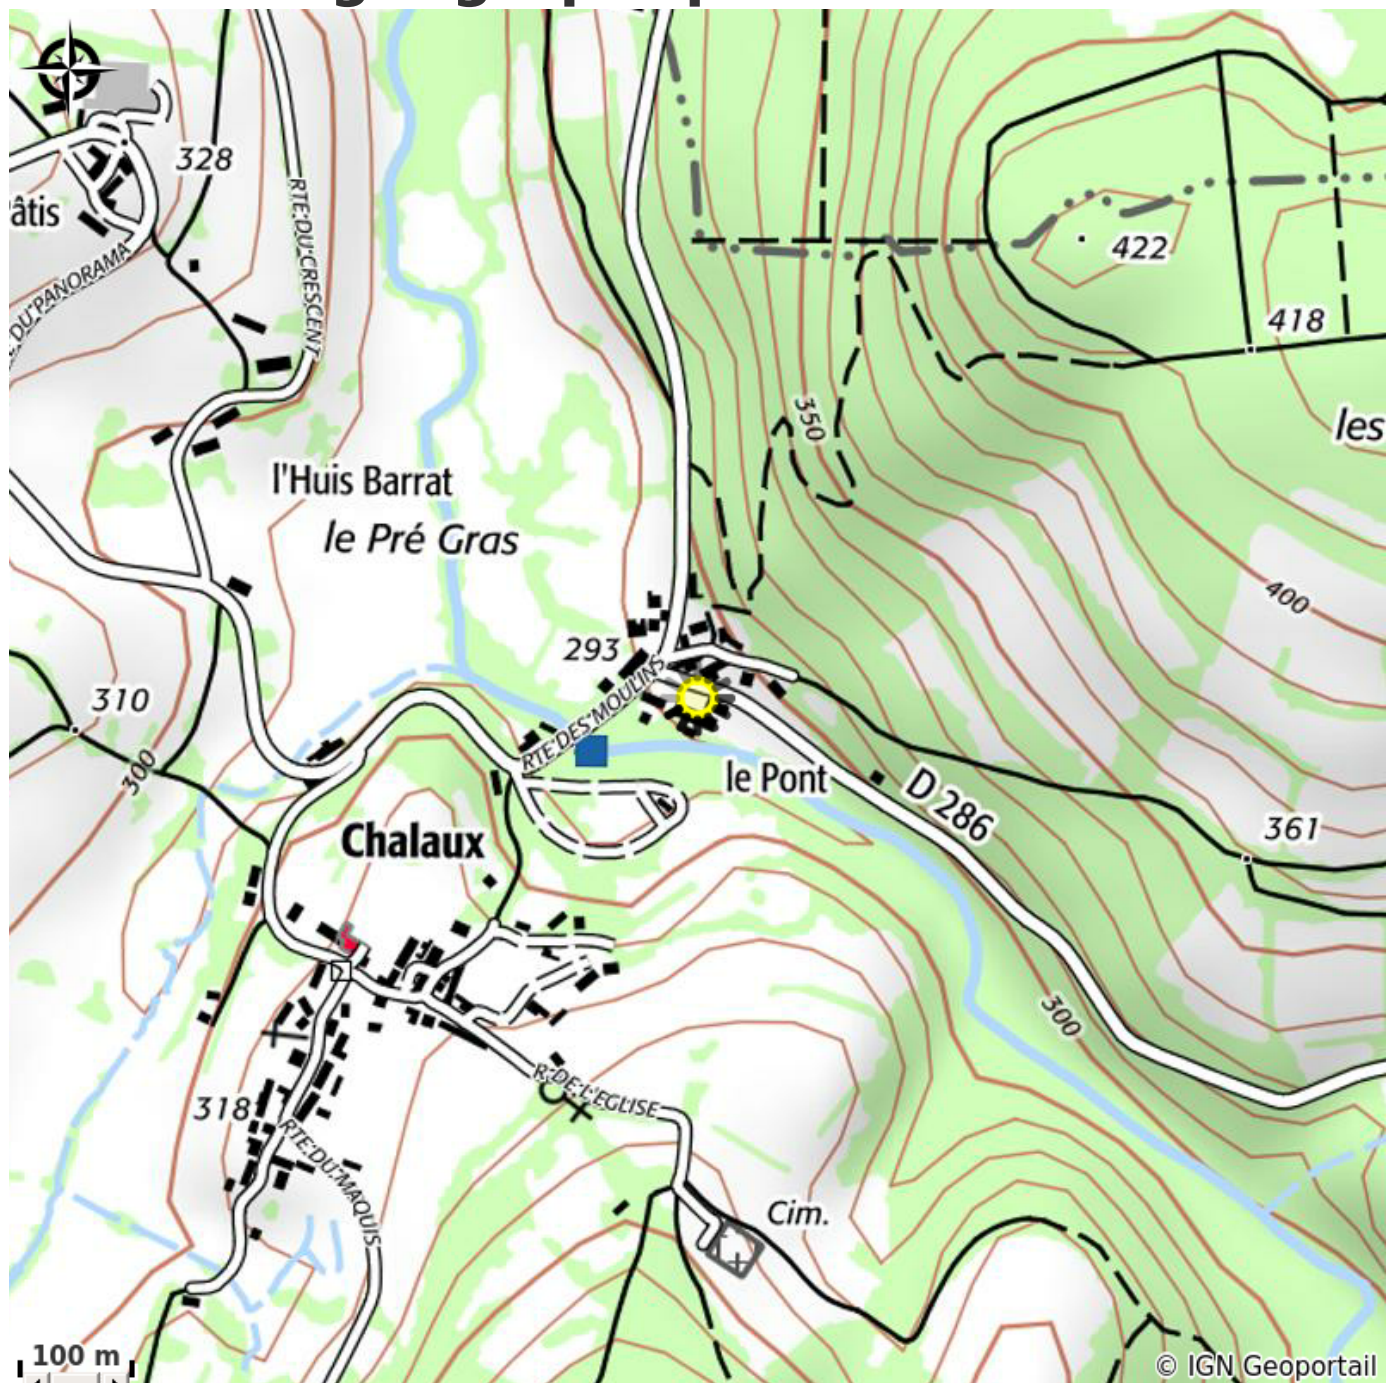 328
âtis
RTE DU CRESCENT
DU PANORAMA
422
418
350
les
l'Huis Barrat
le Pré Gras
400
293
RTE DES MOULINS
310
300
le Pont
D 286
361
Chalaux
300
R DE L'EGLISE
318
RTE DU MAQUIS
Cim.
100 m
© IGN Geoportail